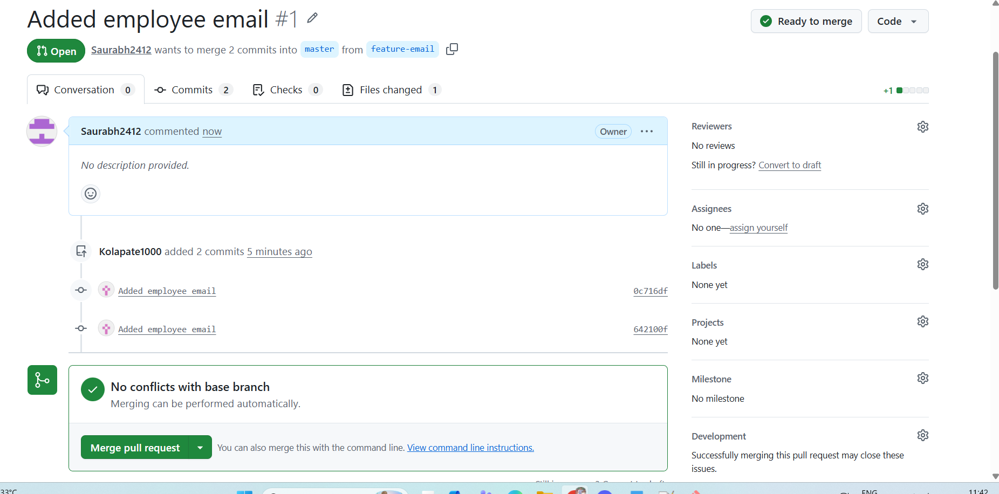 Added employee email #1
Ready to merge
Code
Open
Saurabh2412 wants to merge 2 commits into master from feature-email
Conversation 0
Commits 2
Checks 0
Files changed 1
+1
Saurabh2412 commented now
Owner
No description provided.
Kolapate1000 added 2 commits 5 minutes ago
Added employee email 0c716df
Added employee email 642100f
No conflicts with base branch
Merging can be performed automatically.
Merge pull request
You can also merge this with the command line. View command line instructions.
Reviewers
No reviews
Still in progress? Convert to draft
Assignees
No one—assign yourself
Labels
None yet
Projects
None yet
Milestone
No milestone
Development
Successfully merging this pull request may close these
issues.
33°C
ENG
11:42